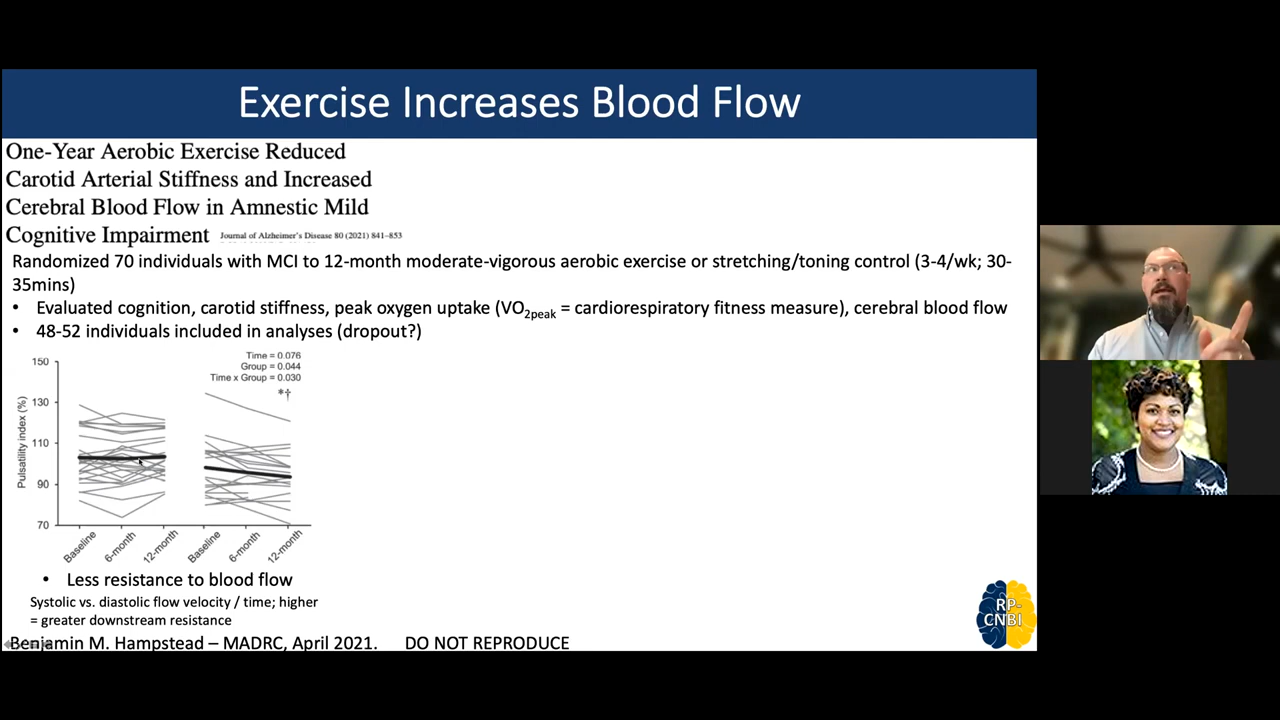 Exercise Increases Blood Flow
One-Year Aerobic Exercise Reduced
Carotid Arterial Stiffness and Increased
Cerebral Blood Flow in Amnestic Mild
Cognitive Impairment Journal of Alzheimer's Disease 80 (2021) 841–853
Randomized 70 individuals with MCI to 12-month moderate-vigorous aerobic exercise or stretching/toning control (3-4/wk; 30-
35mins)
• Evaluated cognition, carotid stiffness, peak oxygen uptake (VO2peak = cardiorespiratory fitness measure), cerebral blood flow
• 48-52 individuals included in analyses (dropout?)
Time = 0.076
Group = 0.044
Time x Group = 0.030
*†
Pulsatility index (%)
150
130
110
90
70
Baseline
6-month
12-month
Baseline
6-month
12-month
• Less resistance to blood flow
Systolic vs. diastolic flow velocity / time; higher
= greater downstream resistance
Benjamin M. Hampstead – MADRC, April 2021. DO NOT REPRODUCE
RP-
CNBI